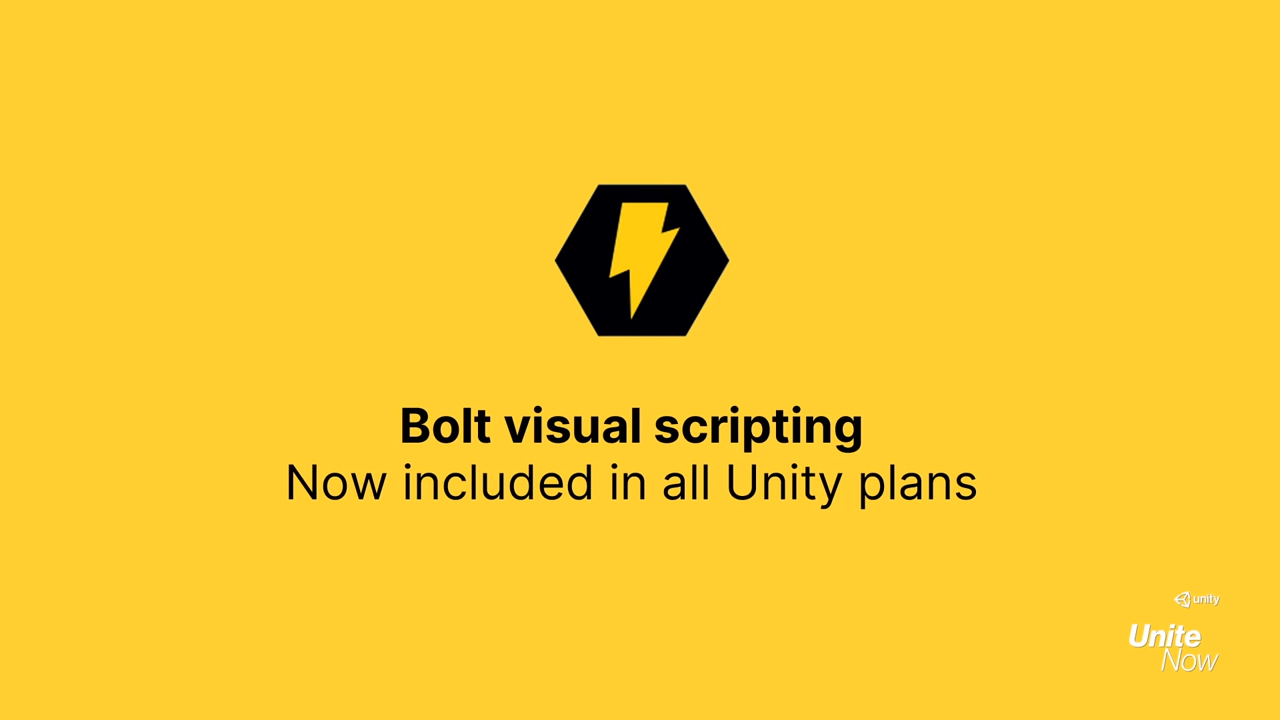 Bolt visual scripting
Now included in all Unity plans
unity
Unite
Now